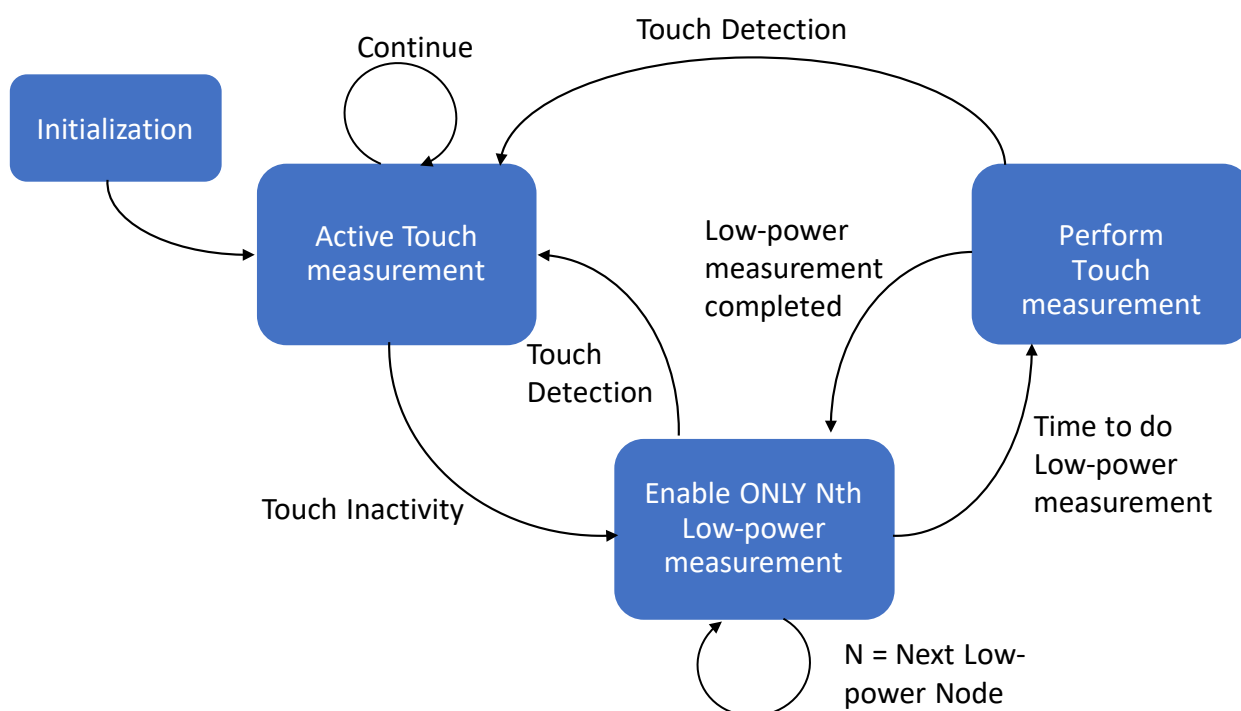 Touch Detection
Continue
Initialization
Active Touch
measurement
Low-power
measurement
completed
Perform
Touch
measurement
Touch
Detection
Time to do
Low-power
measurement
Touch Inactivity
Enable ONLY Nth
Low-power
measurement
N = Next Low-
power Node